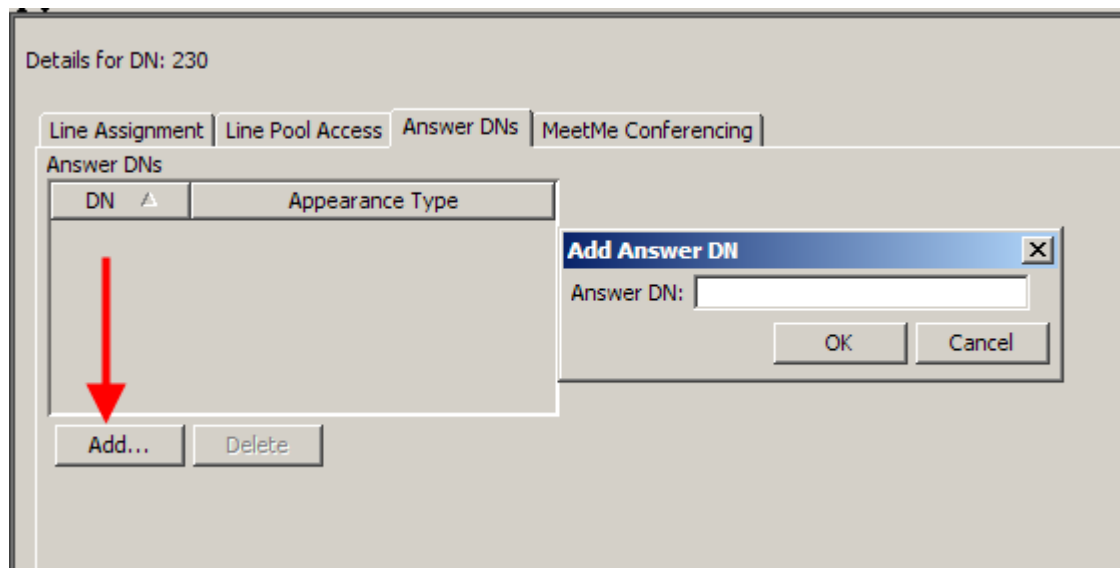 Details for DN: 230
Line Assignment Line Pool Access Answer DNs MeetMe Conferencing
Answer DNs
DN Appearance Type
Add Answer DN
Answer DN:
OK Cancel
Add... Delete